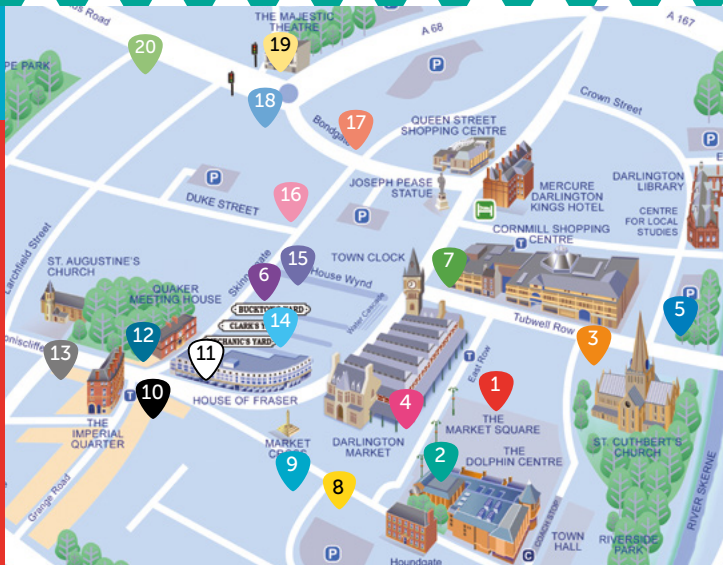 Road
THE MAJESTIC
THEATRE
A 68
A 167
20
19
18
P
PARK
Crown Street
17
Bondgate
QUEEN STREET
SHOPPING CENTRE
P
P
JOSEPH PEASE
STATUE
MERCURE
DARLINGTON
KINGS HOTEL
DARLINGTON
LIBRARY
CENTRE
FOR LOCAL
STUDIES
DUKE STREET
16
P
Larchfield Street
ST. AUGUSTINE'S
CHURCH
QUAKER
MEETING HOUSE
Skinnergate
6
15
House Wynd
TOWN CLOCK
7
CORNMILL SHOPPING
T
CENTRE
P
5
BUCKTON'S YARD
CLARK'S Y
14
HANIC'S YARD
Water Cascade
Tubwell Row
3
13
12
11
T
10
HOUSE OF FRASER
T
East Row
1
4
THE
IMPERIAL
QUARTER
MARKET
CROSS
9
DARLINGTON
MARKET
THE
MARKET SQUARE
ST. CUTHBERT'S
CHURCH
2
THE
DOLPHIN CENTRE
8
Grange Road
P
Houndgate
C
COACH STOP
TOWN
HALL
RIVERSIDE
PARK
RIVER SKERNE